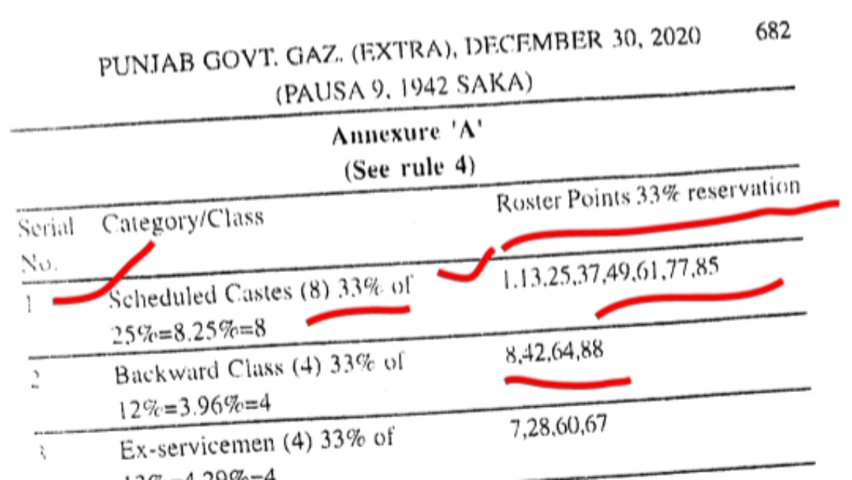 PUNJAB GOVT. GAZ. (EXTRA), DECEMBER 30, 2020 682
(PAUSA 9, 1942 SAKA)
Annexure 'A'
(See rule 4)
Serial No. Category/Class Roster Points 33% reservation
1 Scheduled Castes (8) 33% of 1.13,25,37,49,61,77,85
25%=8.25%=8
2 Backward Class (4) 33% of 8,42,64,88
12%=3.96%=4
Ex-servicemen (4) 33% of 7,28,60,67